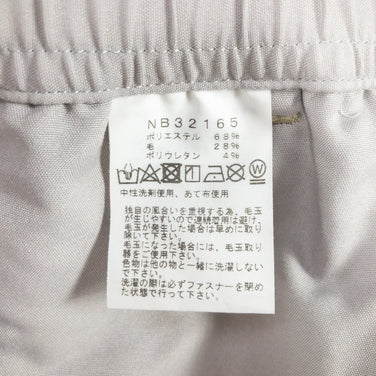 NB32165
ポリエステル 68%
毛 28%
ポリウレタン 4%
中性洗剤使用、あて布使用
独自の風合いを重視する為、毛玉
が生じやすいので連続着用は避け、
毛玉が発生した場合は早めに取り
除いて下さい。
毛玉になった場合には、毛玉取り
器をご使用下さい。
色物は他の物と一緒に洗濯しない
で下さい。
洗濯の際は必ずファスナーを閉め
た状態で行って下さい。